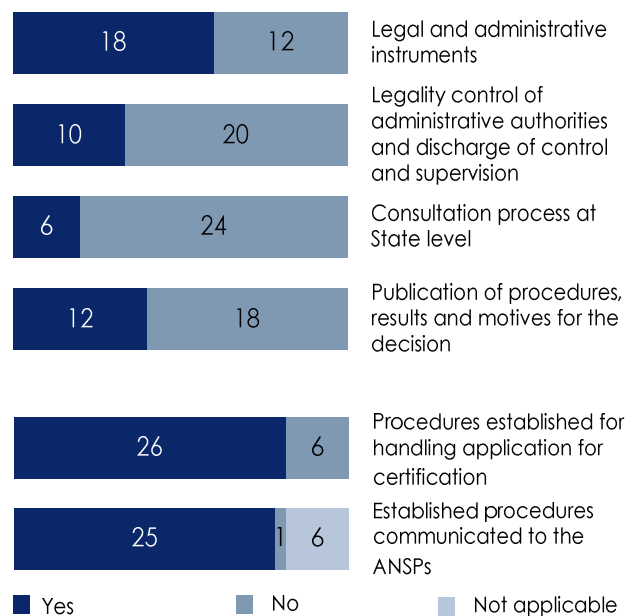 18 12 Legal and administrative
instruments
Legality control of
administrative authorities
10 20 and discharge of control
and supervision
6 24 Consultation process at
State level
Publication of procedures,
12 18 results and motives for the
decision
Procedures established for
26 6 handling application for
certification
Established procedures
25 1 6 communicated to the
ANSPs
Yes No Not applicable